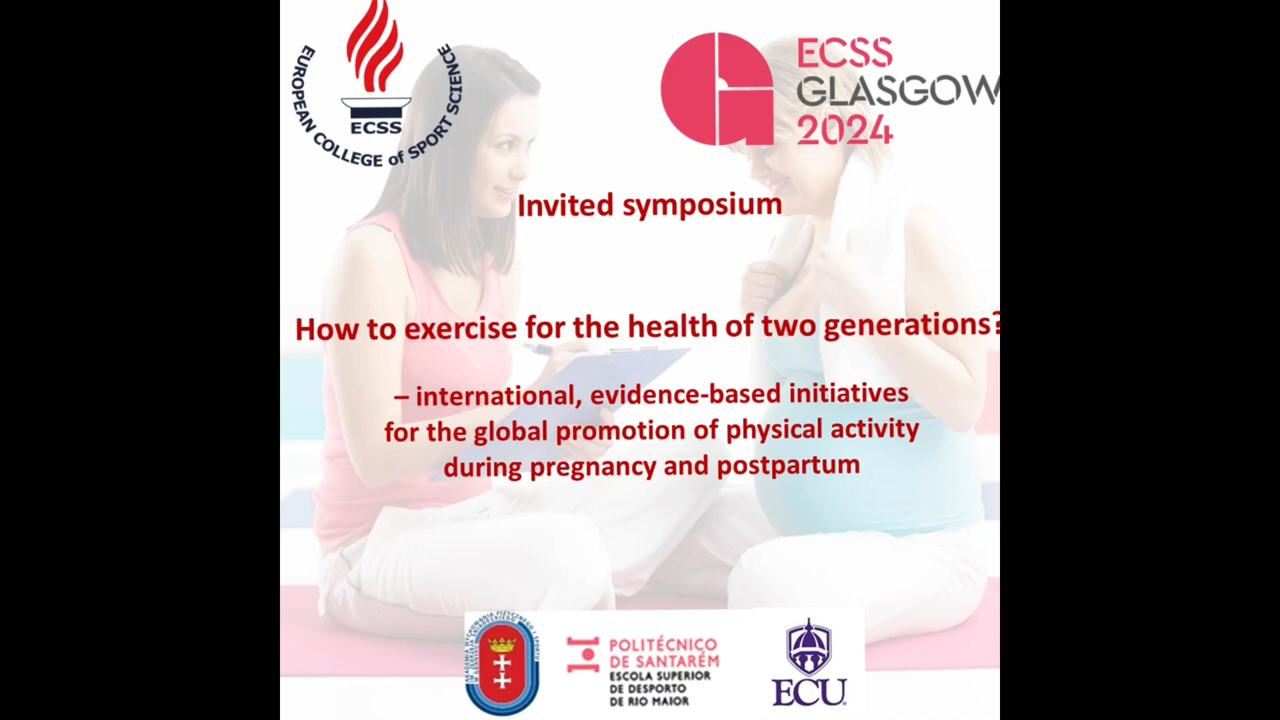 EUROPEAN COLLEGE of SPORT SCIENCE
ECSS
ECSS
GLASGOW
2024
Invited symposium
How to exercise for the health of two generations?
– international, evidence-based initiatives
for the global promotion of physical activity
during pregnancy and postpartum
POLITÉCNICO
DE SANTARÉM
ESCOLA SUPERIOR
DE DESPORTO
DE RIO MAIOR
ECU